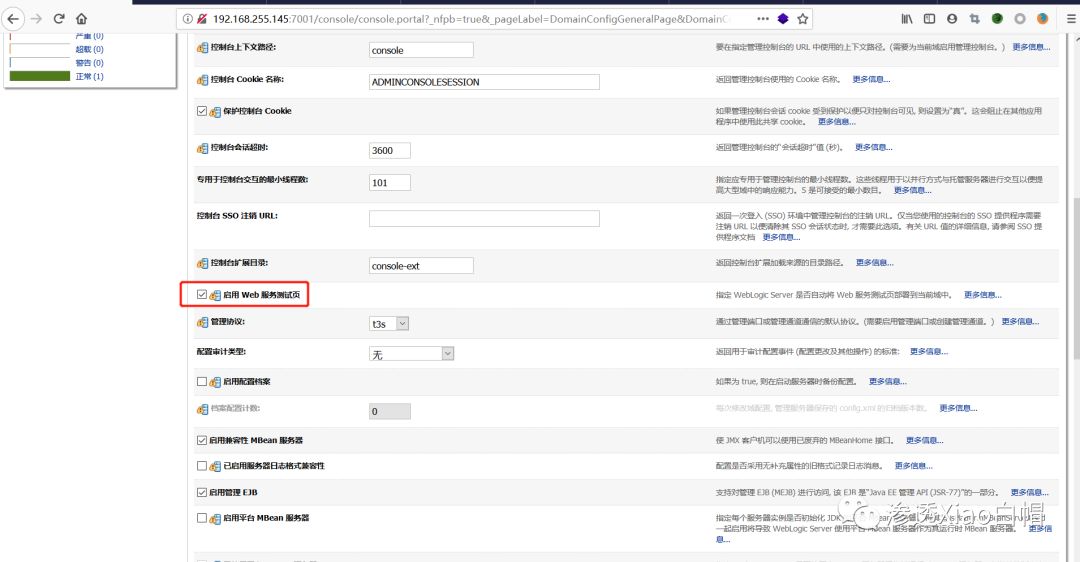 192.168.255.145:7001/console/console.portal?_nfpb=true&_pageLabel=DomainConfigGeneralPage&DomainC
严重 (0)
超载 (0)
警告 (0)
正常 (1)
控制台上下文路径:
console
要在指定管理控制台的 URL 中使用的上下文路径。(需要为当前域启用管理控制台。) 更多信息...
控制台 Cookie 名称:
ADMINCONSOLESESSION
返回管理控制台使用的 Cookie 名称。 更多信息...
保护控制台 Cookie
如果管理控制台会话 cookie 受到保护以便只对控制台可见, 则设置为"真"。这会阻止在其他应用
程序中使用此共享 cookie。 更多信息...
控制台会话超时:
3600
返回管理控制台的"会话超时"值 (秒)。 更多信息...
专用于控制台交互的最小线程数:
101
指定应专用于管理控制台的最小线程数。这些线程用于以并行方式与托管服务器进行交互以便提
高大型域中的响应能力。5 是可接受的最小数目。 更多信息...
控制台 SSO 注销 URL:
返回一次登入 (SSO) 环境中管理控制台的注销 URL。仅当您使用的控制台的 SSO 提供程序需要
注销 URL 以便清除其 SSO 会话状态时, 才需要此选项。有关 URL 值的详细信息, 请参阅 SSO 提
供程序文档 更多信息...
控制台扩展目录:
console-ext
返回控制台扩展加载来源的目录路径。 更多信息...
启用 Web 服务测试页
指定 WebLogic Server 是否自动将 Web 服务测试页部署到当前域中。 更多信息...
管理协议:
t3s
通过管理端口或管理通道通信的默认协议。(需要启用管理端口或创建管理通道。) 更多信息...
配置审计类型:
无
返回用于审计配置事件 (配置更改及其他操作) 的标准: 更多信息...
启用配置档案
如果为 true, 则在启动服务器时备份配置。 更多信息...
档案配置计数:
0
每次修改域配置, 管理服务器保存的 config.xml 的旧档版本数。 更多信息...
启用兼容性 MBean 服务器
使 JMX 客户机可以使用已废弃的 MBeanHome 接口。 更多信息...
已启用服务器日志格式兼容性
配置是否采用无补充属性的旧格式记录日志消息。 更多信息...
启用管理 EJB
支持对管理 EJB (MEJB) 进行访问, 该 EJB 是"Java EE 管理 API (JSR-77)"的一部分。 更多信息...
启用平台 MBean 服务器
指定每个服务器实例是否初始化 JDK
一起启用将导致 WebLogic Server 使用平台 MBean 服务器作为其运行时 MBean 服务器。 更多信
息...
渗透Xiao白帽